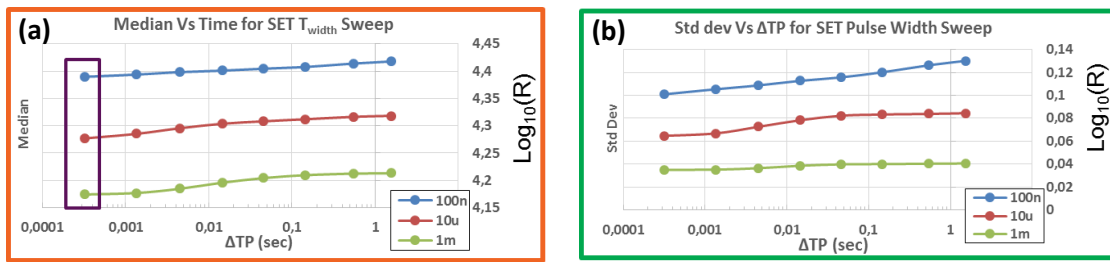 (a)
Median Vs Time for SET Twidth Sweep
Median
4,45
4,4
4,35
4,3
4,25
4,2
4,15
Log10(R)
0,0001
0,001
0,01
0,1
1
ΔTP (sec)
100n
10u
1m
(b)
Std dev Vs ΔTP for SET Pulse Width Sweep
Std Dev
0,14
0,12
0,1
0,08
0,06
0,04
0,02
0
Log10(R)
0,0001
0,001
0,01
0,1
1
ΔTP (sec)
100n
10u
1m